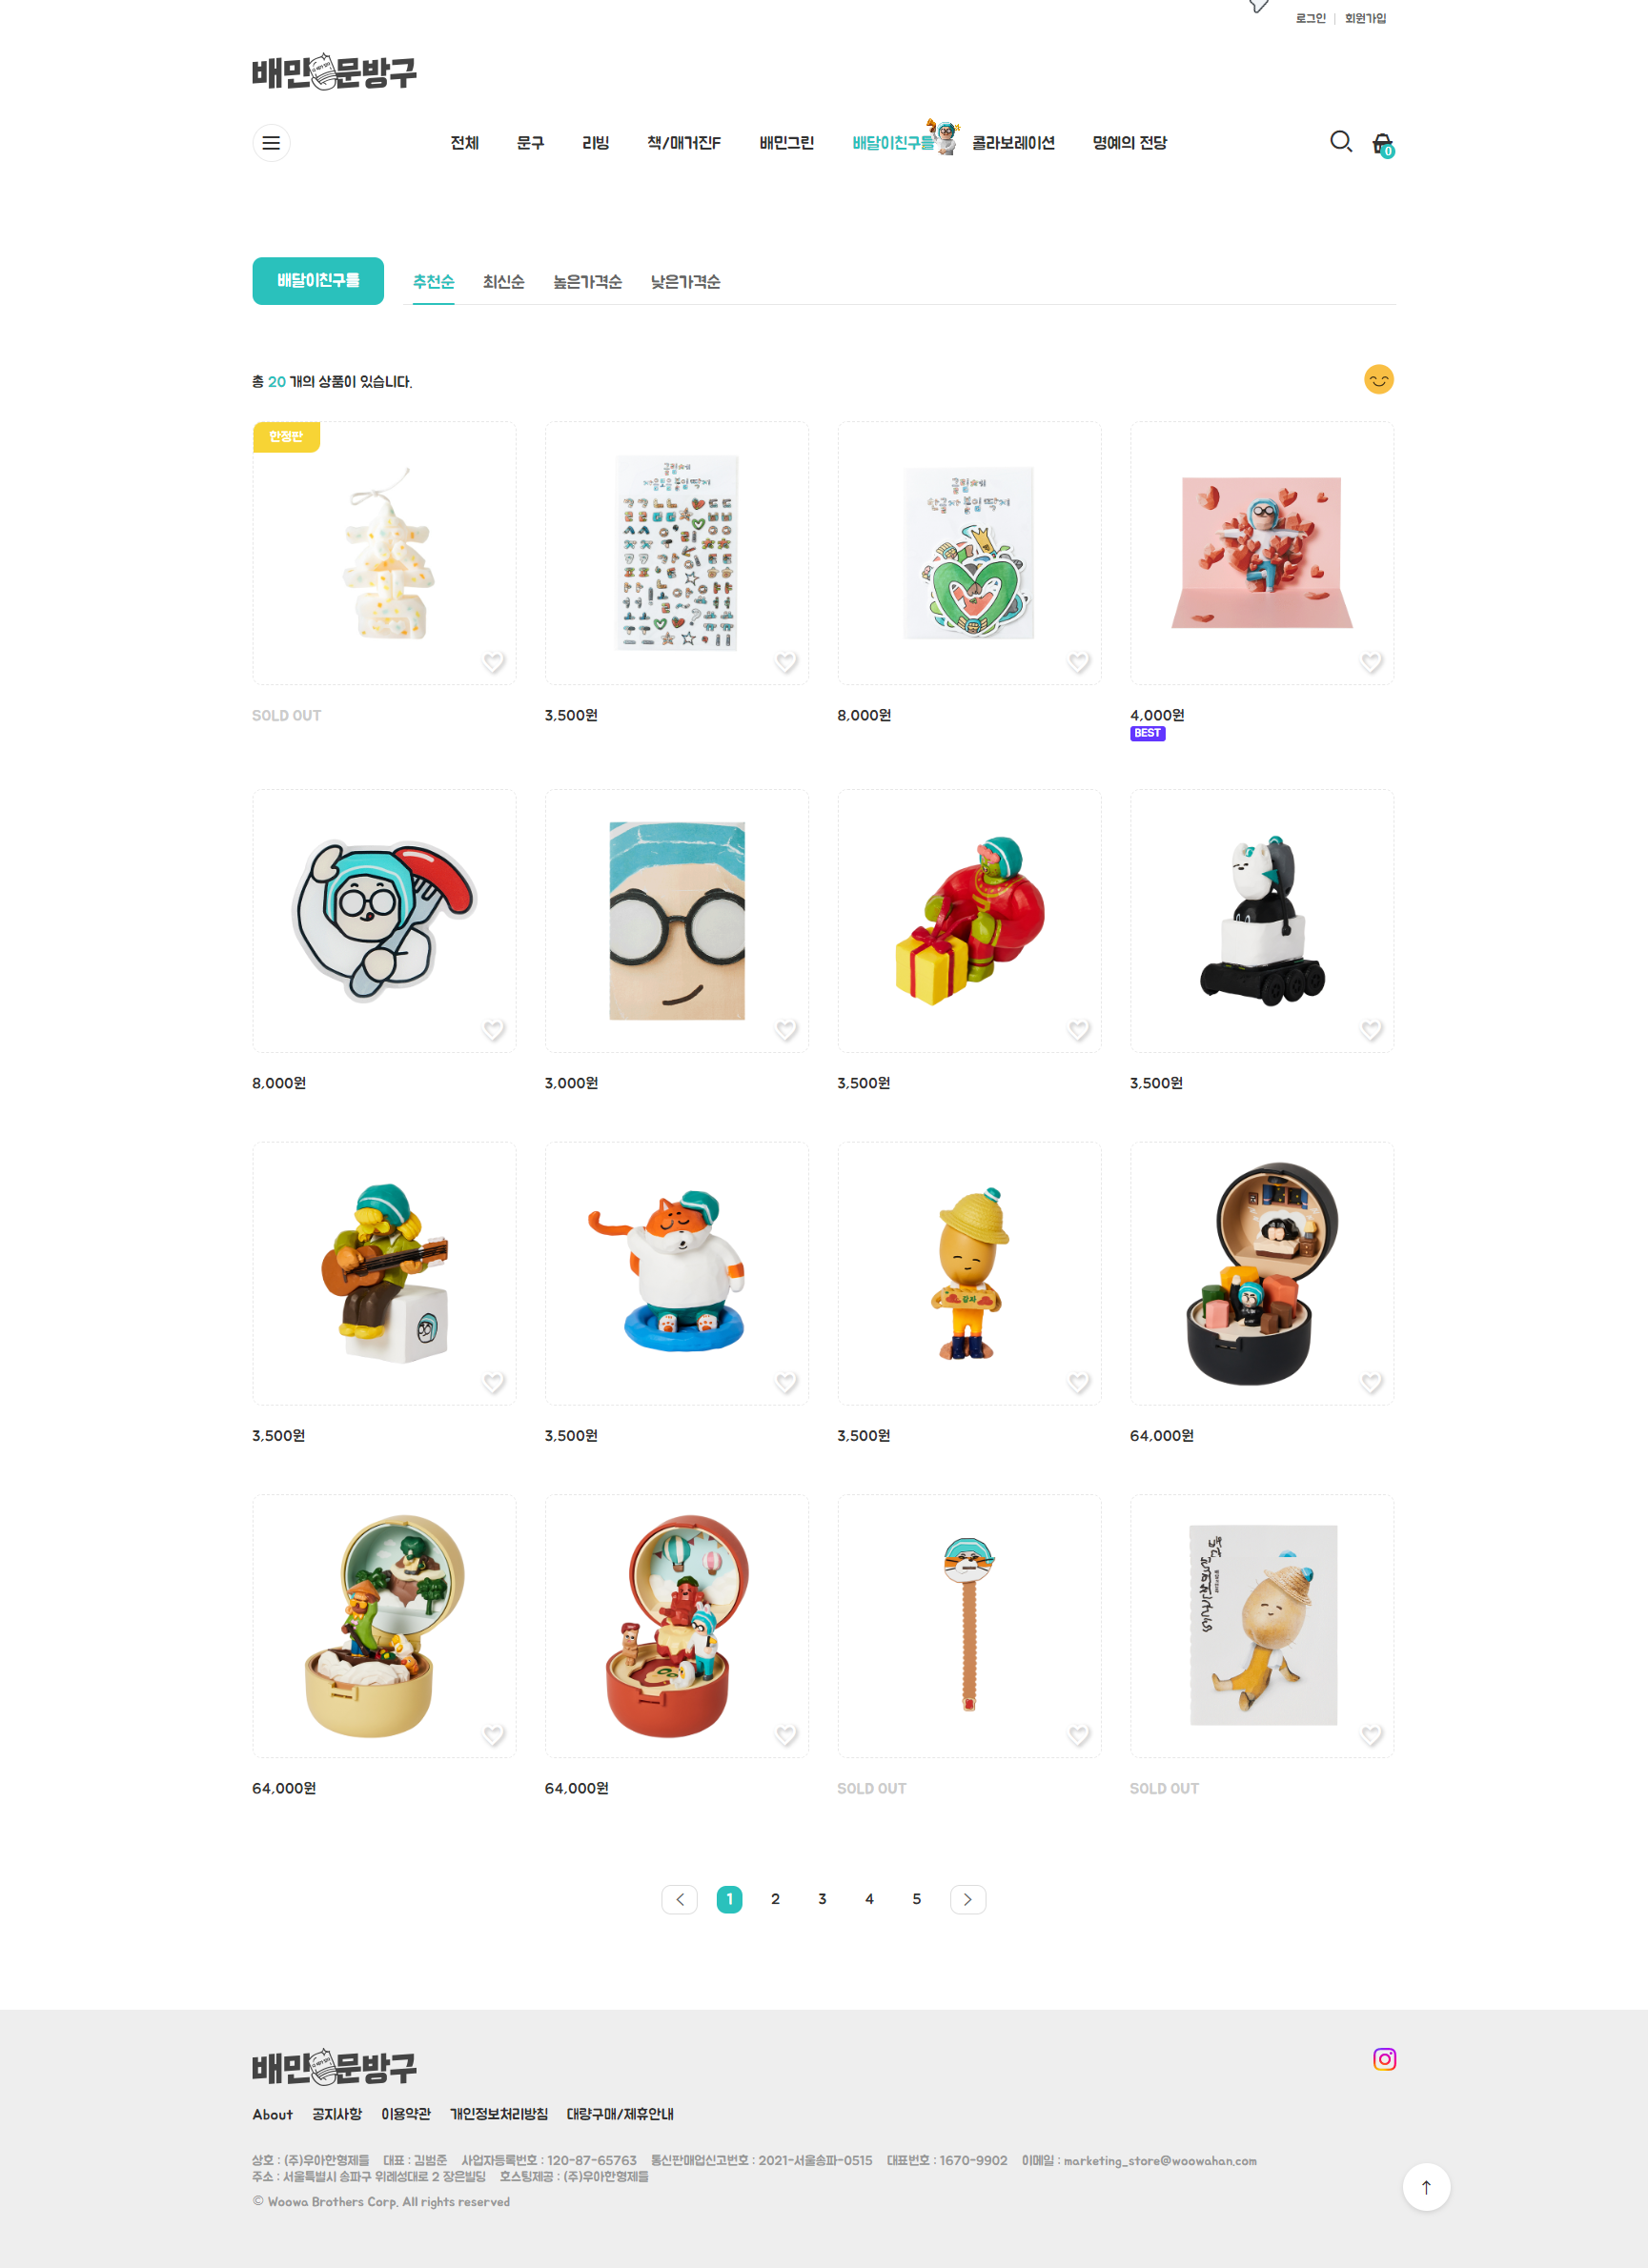 로그인 회원가입
배민문방구
전체 문구 리빙 책/매거진F 배민그린 배달이친구들 콜라보레이션 명예의 전당
0
배달이친구들 추천순 최신순 높은가격순 낮은가격순
총 20 개의 상품이 있습니다.
한정판
SOLD OUT 3,500원 8,000원 4,000원
BEST
8,000원 3,000원 3,500원 3,500원
감자
3,500원 3,500원 3,500원 64,000원
64,000원 64,000원 SOLD OUT SOLD OUT
1 2 3 4 5
배민문방구
About 공지사항 이용약관 개인정보처리방침 대량구매/제휴안내
상호 : (주)우아한형제들 대표 : 김범준 사업자등록번호 : 120-87-65763 통신판매업신고번호 : 2021-서울송파-0515 대표번호 : 1670-9902 이메일 : marketing_store@woowahan.com
주소 : 서울특별시 송파구 위례성대로 2 장은빌딩 호스팅제공 : (주)우아한형제들
© Woowa Brothers Corp. All rights reserved